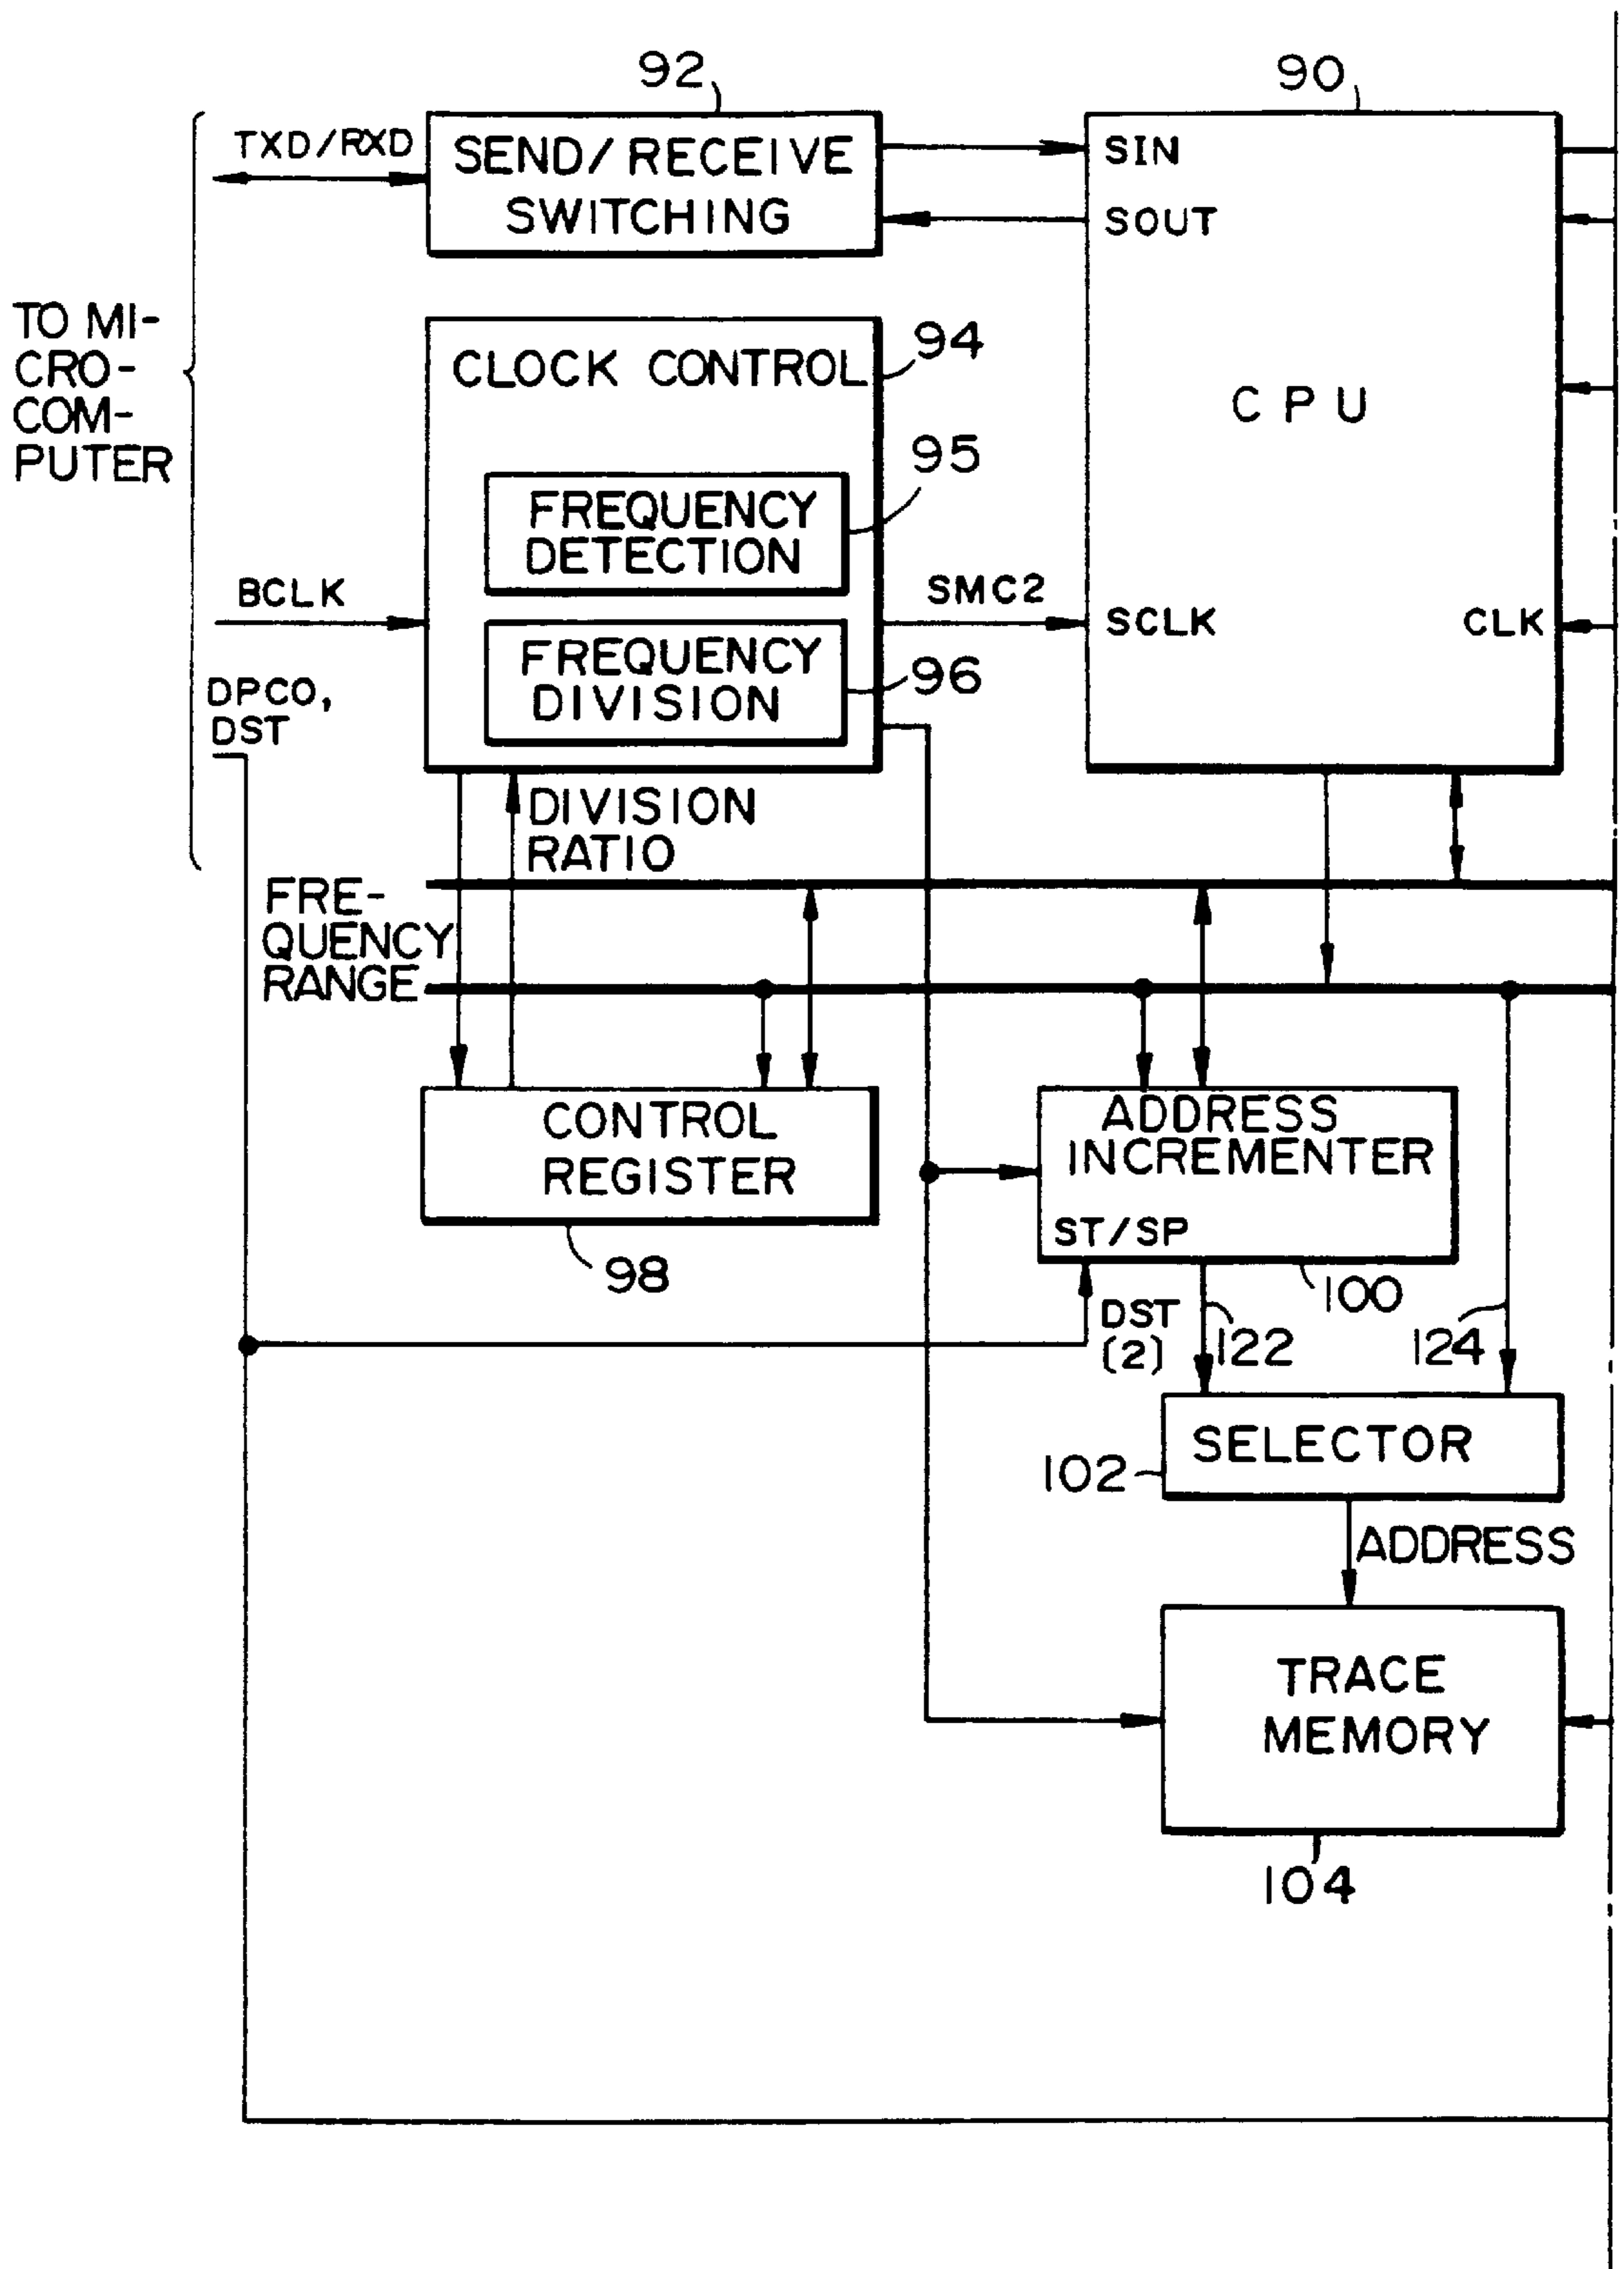 92
90
TXD/RXD
SEND/RECEIVE
SWITCHING
SIN
SOUT
TO MI-
CRO-
COM-
PUTER
CLOCK CONTROL
94
CPU
95
FREQUENCY
DETECTION
BCLK
SMC2
SCLK
CLK
FREQUENCY
DIVISION
96
DPCO,
DST
DIVISION
RATIO
FRE-
QUENCY
RANGE
CONTROL
REGISTER
98
ADDRESS
INCREMENTER
ST/SP
100
DST
(2)
122
124
SELECTOR
102
ADDRESS
TRACE
MEMORY
104